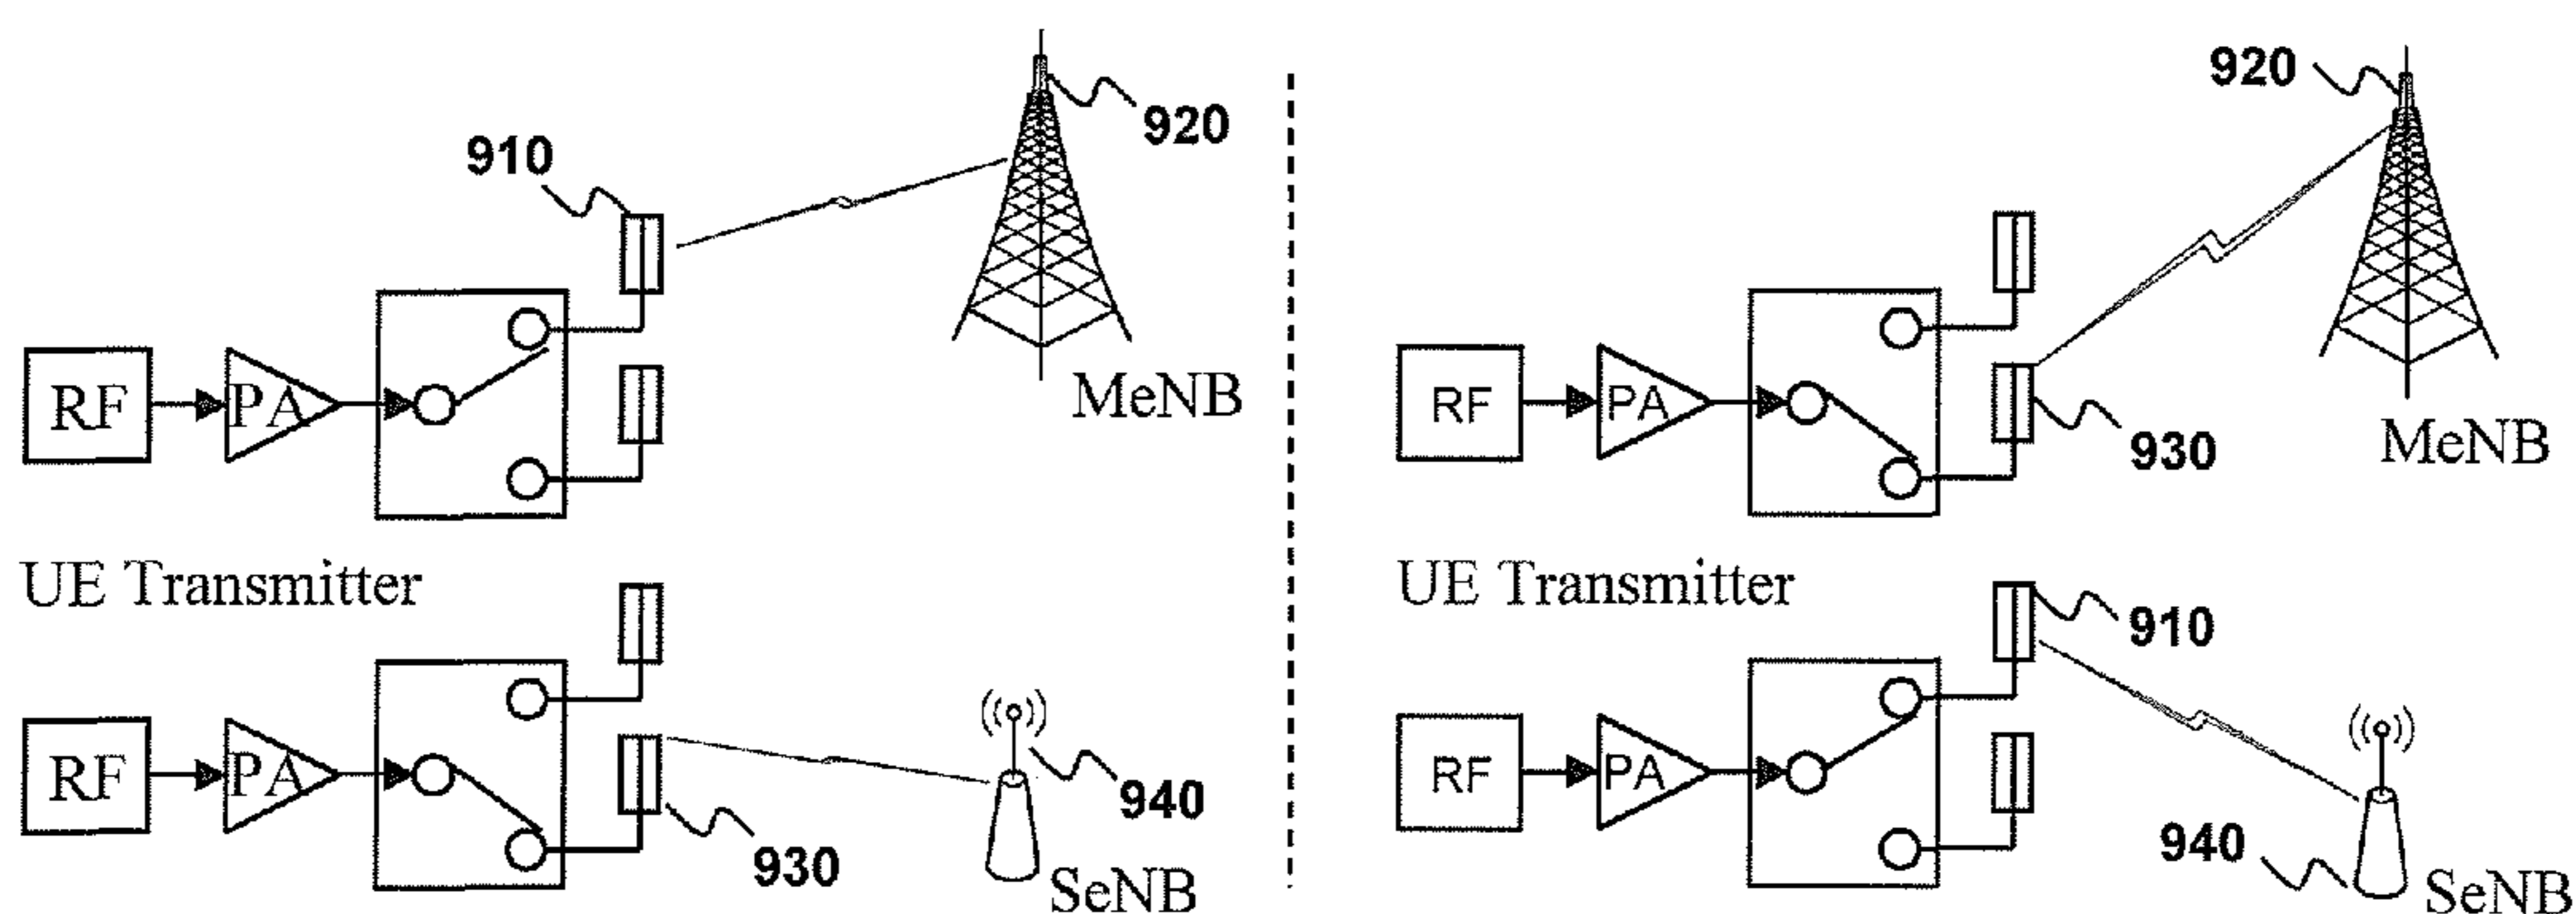 920
910
RF
PA
MeNB
UE Transmitter
RF
PA
930
940
SeNB
920
RF
PA
930
MeNB
UE Transmitter
910
RF
PA
940
SeNB